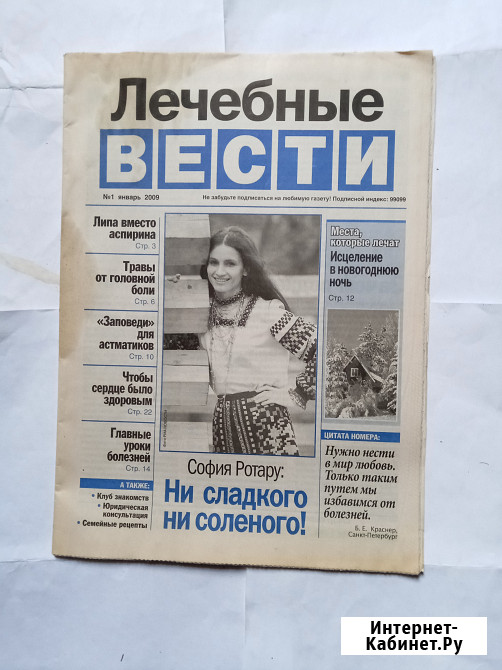 Лечебные
ВЕСТИ
№1 январь 2009
Не забудьте подписаться на любимую газету! Подписной индекс: 99099
Липа вместо
аспирина
Стр. 3
Травы
от головной
боли
Стр. 6
«Заповеди»
для
астматиков
Стр. 10
Чтобы
сердце было
здоровым
Стр. 22
Главные
уроки
болезней
Стр. 14
А ТАКЖЕ:
• Клуб знакомств
• Юридическая
консультация
• Семейные рецепты
София Ротару:
Ни сладкого
ни соленого!
Места,
которые лечат
Исцеление
в новогоднюю
ночь
Стр. 12
ЦИТАТА НОМЕРА:
Нужно нести
в мир любовь.
Только таким
путем мы
избавимся от
болезней.
Б. Е. Краснер,
Санкт-Петербург
Интернет-
Кабинет.Ру